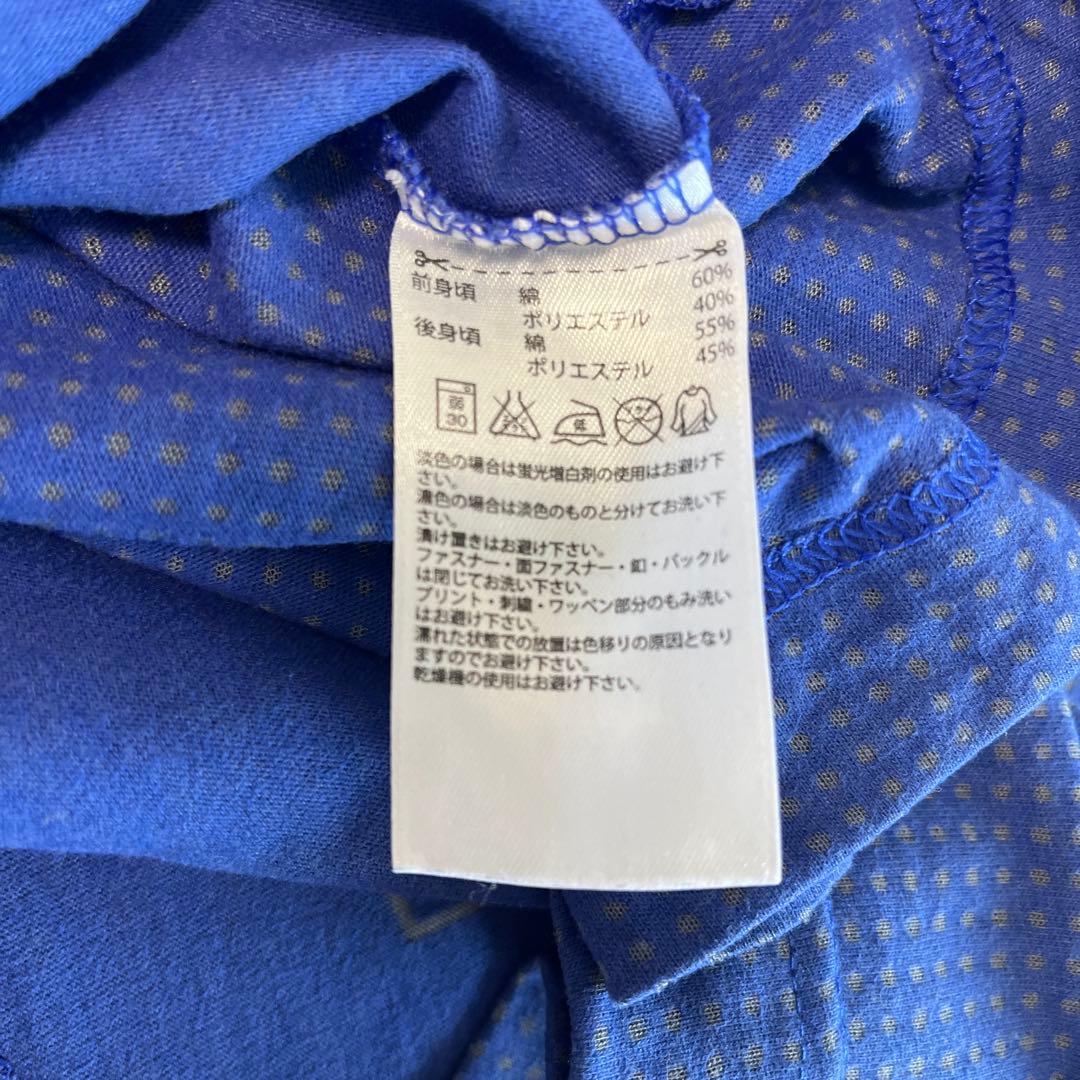 前身頃 綿 60%
ポリエステル 40%
後身頃 綿 55%
ポリエステル 45%
弱 30
低
淡色の場合は蛍光増白剤の使用はお避け下
さい。
濃色の場合は淡色のものと分けてお洗い下
さい。
漬け置きはお避け下さい。
ファスナー・面ファスナー・釦・バックル
は閉じてお洗い下さい。
プリント・刺繍・ワッペン部分のもみ洗い
はお避け下さい。
濡れた状態での放置は色移りの原因となり
ますのでお避け下さい。
乾燥機の使用はお避け下さい。